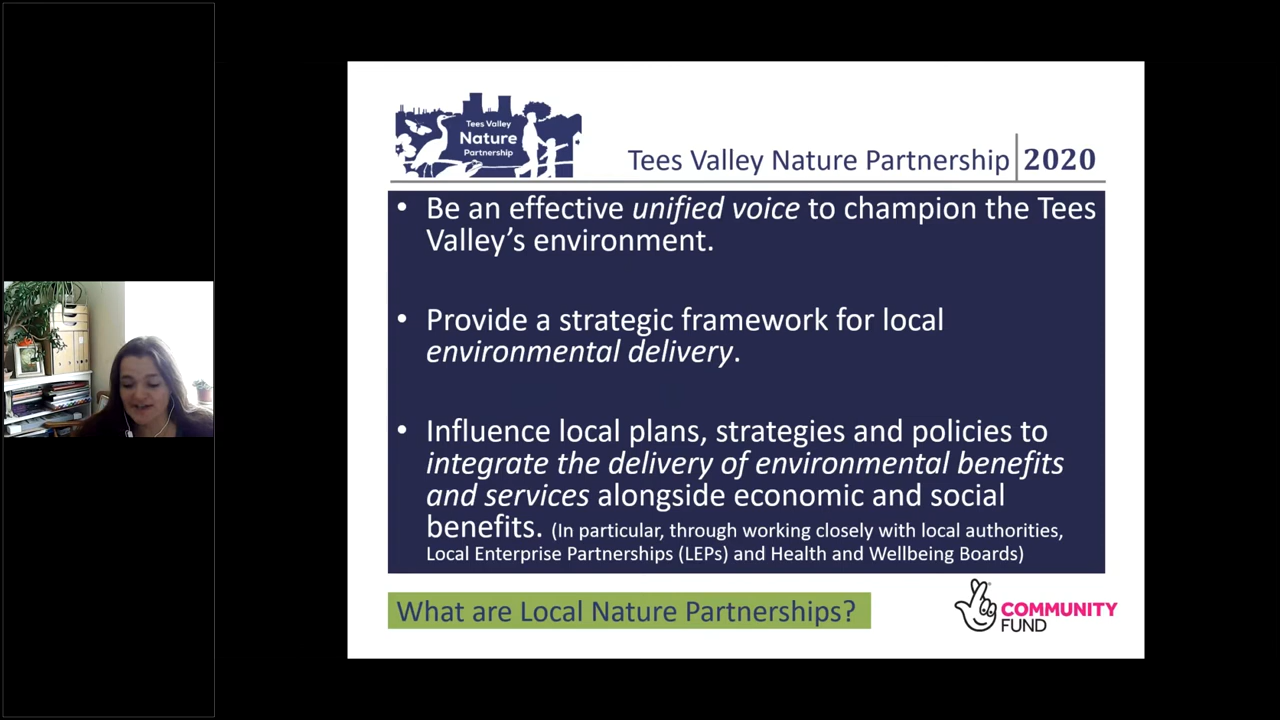 Tees Valley
Nature
Partnership
Tees Valley Nature Partnership 2020
• Be an effective unified voice to champion the Tees
Valley’s environment.
• Provide a strategic framework for local
environmental delivery.
• Influence local plans, strategies and policies to
integrate the delivery of environmental benefits
and services alongside economic and social
benefits. (In particular, through working closely with local authorities,
Local Enterprise Partnerships (LEPs) and Health and Wellbeing Boards)
What are Local Nature Partnerships?
COMMUNITY
FUND